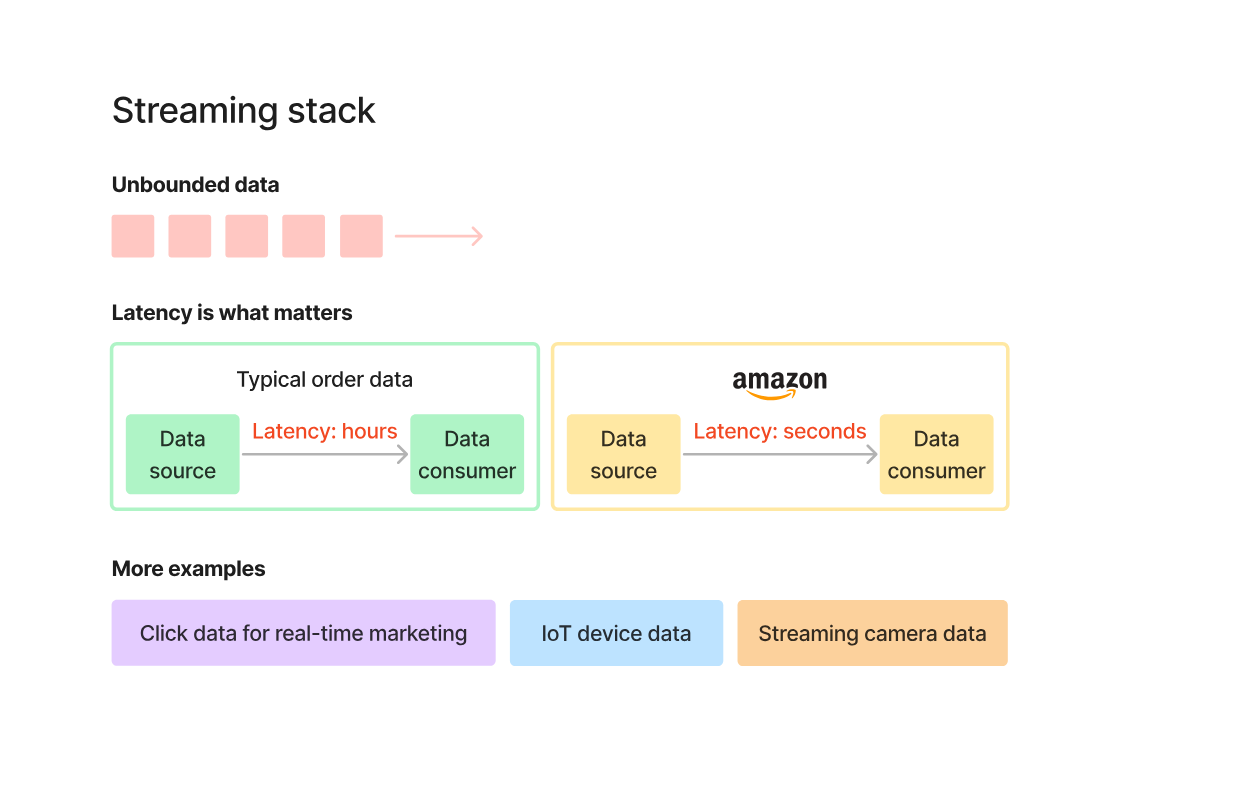 Streaming stack
Unbounded data
Latency is what matters
Typical order data
Data
source
Latency: hours
Data
consumer
amazon
Data
source
Latency: seconds
Data
consumer
More examples
Click data for real-time marketing
IoT device data
Streaming camera data